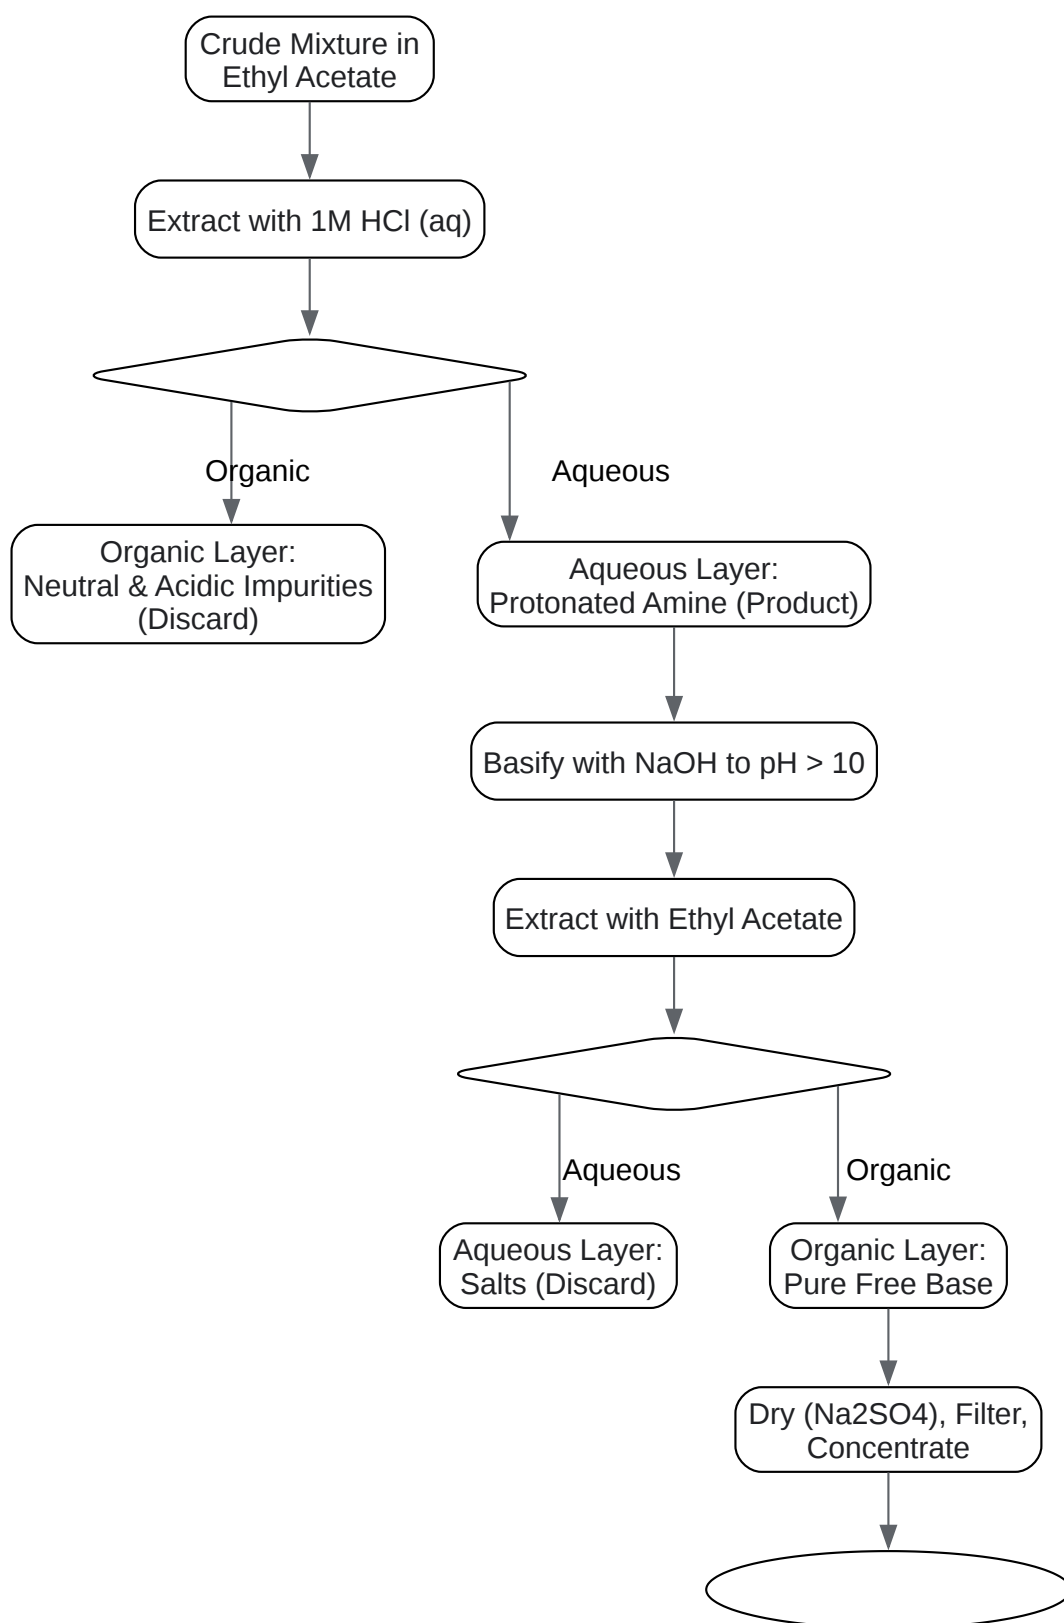 Crude Mixture in
Ethyl Acetate
Extract with 1M HCl (aq)
Organic
Aqueous
Organic Layer:
Neutral & Acidic Impurities
(Discard)
Aqueous Layer:
Protonated Amine (Product)
Basify with NaOH to pH > 10
Extract with Ethyl Acetate
Aqueous
Organic
Aqueous Layer:
Salts (Discard)
Organic Layer:
Pure Free Base
Dry (Na2SO4), Filter,
Concentrate